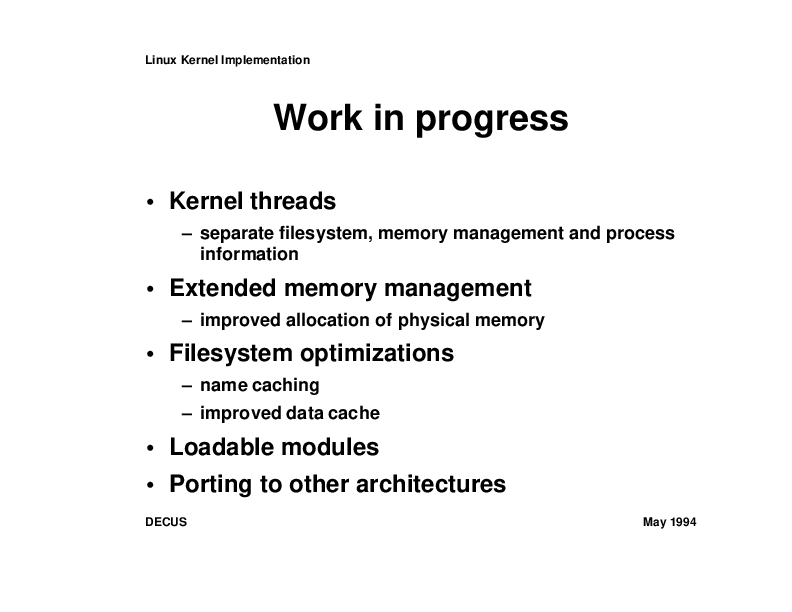 Linux Kernel Implementation
Work in progress
• Kernel threads
– separate filesystem, memory management and process
information
• Extended memory management
– improved allocation of physical memory
• Filesystem optimizations
– name caching
– improved data cache
• Loadable modules
• Porting to other architectures
DECUS May 1994